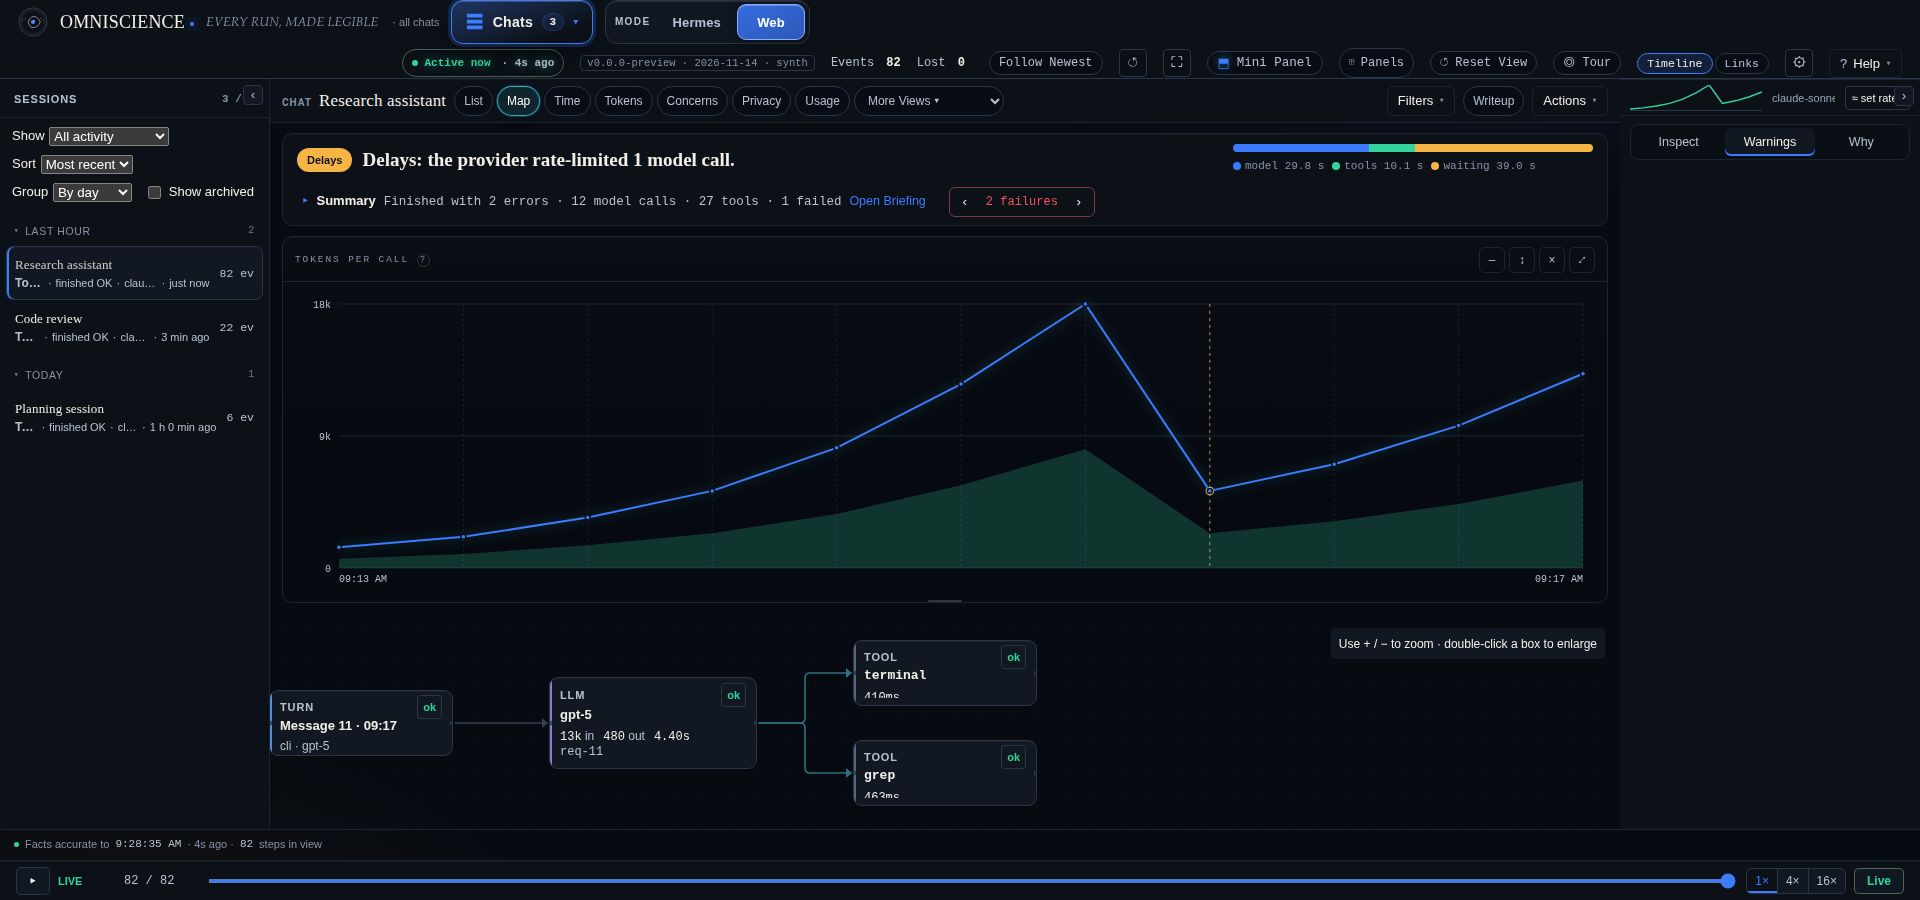 OMNISCIENCE EVERY RUN, MADE LEGIBLE · all chats Chats 3 ▾ MODE Hermes Web
Active now · 4s ago v0.0.0-preview · 2026-11-14 · synth Events 82 Lost 0 Follow Newest Mini Panel Panels Reset View Tour Timeline Links ? Help ▾
SESSIONS 3 / ‹
CHAT Research assistant List Map Time Tokens Concerns Privacy Usage More Views ▾ Filters ▾ Writeup Actions ▾
claude-sonne ≈ set rate ›
Show All activity
Sort Most recent
Group By day Show archived
LAST HOUR 2
Research assistant
To… · finished OK · clau… · just now
82 ev
Code review
T… · finished OK · cla… · 3 min ago
22 ev
TODAY 1
Planning session
T… · finished OK · cl… · 1 h 0 min ago
6 ev
Delays Delays: the provider rate-limited 1 model call.
model 29.8 s tools 10.1 s waiting 39.0 s
▸ Summary Finished with 2 errors · 12 model calls · 27 tools · 1 failed Open Briefing ‹ 2 failures ›
Inspect Warnings Why
TOKENS PER CALL ? – ↕ × ⤢
18k
9k
0
09:13 AM 09:17 AM
Use + / − to zoom · double-click a box to enlarge
TURN ok
Message 11 · 09:17
cli · gpt-5
LLM ok
gpt-5
13k in 480 out 4.40s
req-11
TOOL ok
terminal
410ms
TOOL ok
grep
463ms
Facts accurate to 9:28:35 AM · 4s ago · 82 steps in view
▸ LIVE 82 / 82 1× 4× 16× Live